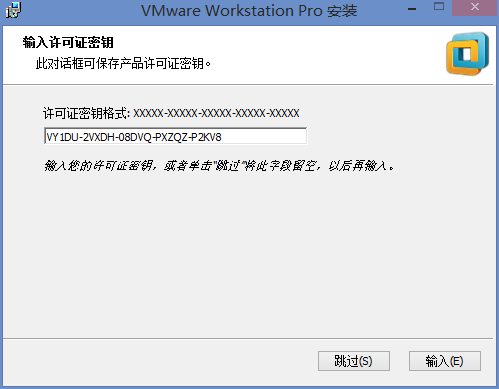 VMware Workstation Pro 安装
输入许可证密钥
此对话框可保存产品许可证密钥。
许可证密钥格式: XXXXX-XXXXX-XXXXX-XXXXX-XXXXX
VY1DU-2VXDH-08DVQ-PXZQZ-P2KV8
输入您的许可证密钥，或者单击"跳过"将此字段留空，以后再输入。
跳过(S)
输入(E)